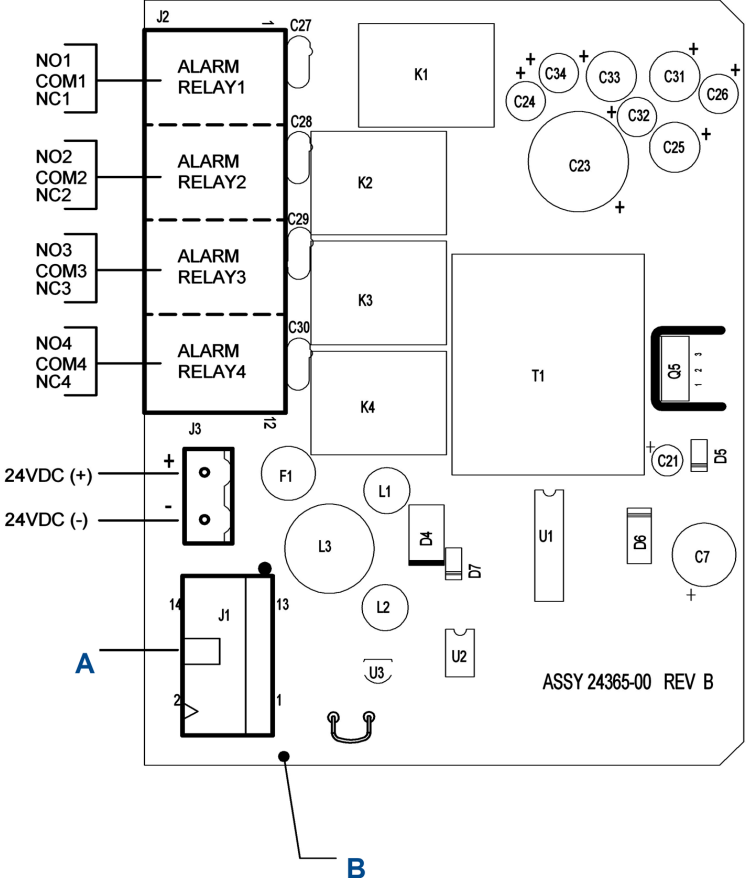 J2
1
C27
NO1
COM1
NC1
ALARM
RELAY1
K1
C34
C33
C31
C26
C24
C32
C23
C25
C28
NO2
COM2
NC2
ALARM
RELAY2
K2
C29
NO3
COM3
NC3
ALARM
RELAY3
K3
C30
NO4
COM4
NC4
ALARM
RELAY4
K4
T1
Q5
1 2 3
12
J3
24VDC (+)
+
24VDC (-)
-
F1
L1
C21
D5
L3
D4
D7
U1
D6
C7
+
14
13
J1
A
2
1
L2
U3
U2
ASSY 24365-00 REV B
B